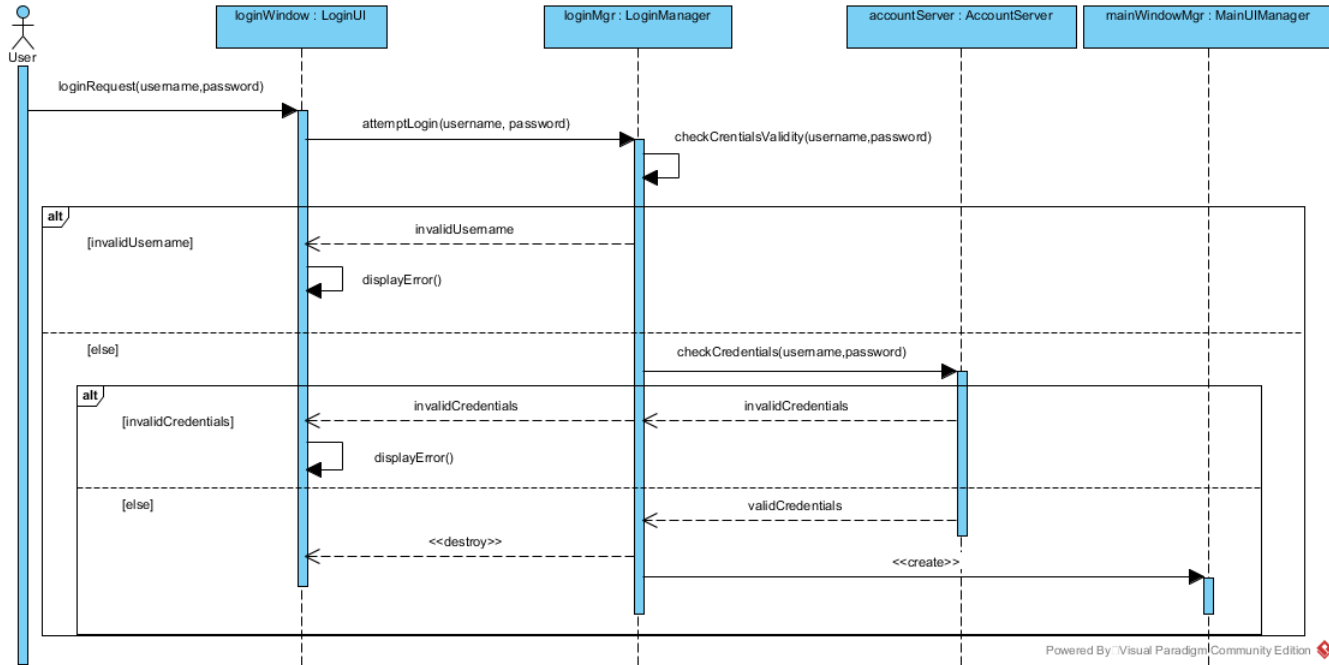 loginWindow : LoginUI
loginMgr : LoginManager
accountServer : AccountServer
mainWindowMgr : MainUIManager
User
loginRequest(username,password)
attemptLogin(username, password)
checkCrentialsValidity(username,password)
alt
[invalidUsername]
invalidUsername
displayError()
[else]
checkCredentials(username,password)
alt
[invalidCredentials]
invalidCredentials
invalidCredentials
displayError()
[else]
validCredentials
<<destroy>>
<<create>>
Powered By Visual Paradigm Community Edition